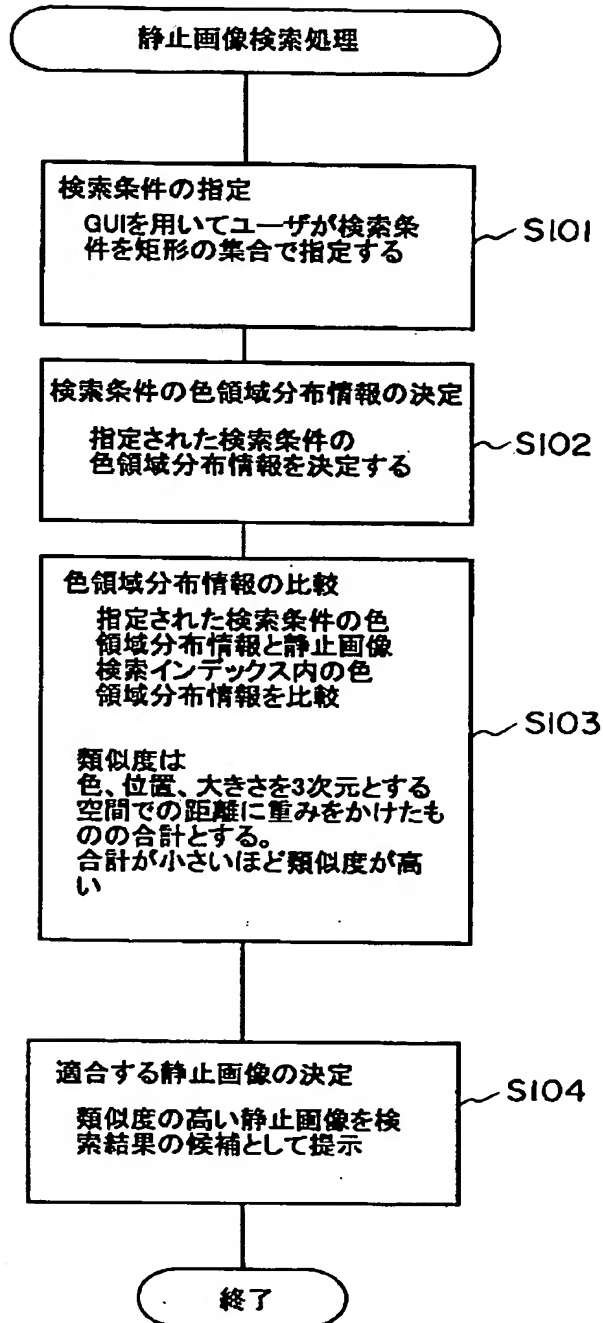 静止画像検索処理
検索条件の指定
GUIを用いてユーザが検索条
件を矩形の集合で指定する
S101
検索条件の色領域分布情報の決定
指定された検索条件の
色領域分布情報を決定する
S102
色領域分布情報の比較
指定された検索条件の色
領域分布情報と静止画像
検索インデックス内の色
領域分布情報を比較
S103
類似度は
色、位置、大きさを3次元とする
空間での距離に重みをかけたも
のの合計とする。
合計が小さいほど類似度が高
い
適合する静止画像の決定
S104
類似度の高い静止画像を検
索結果の候補として提示
終了